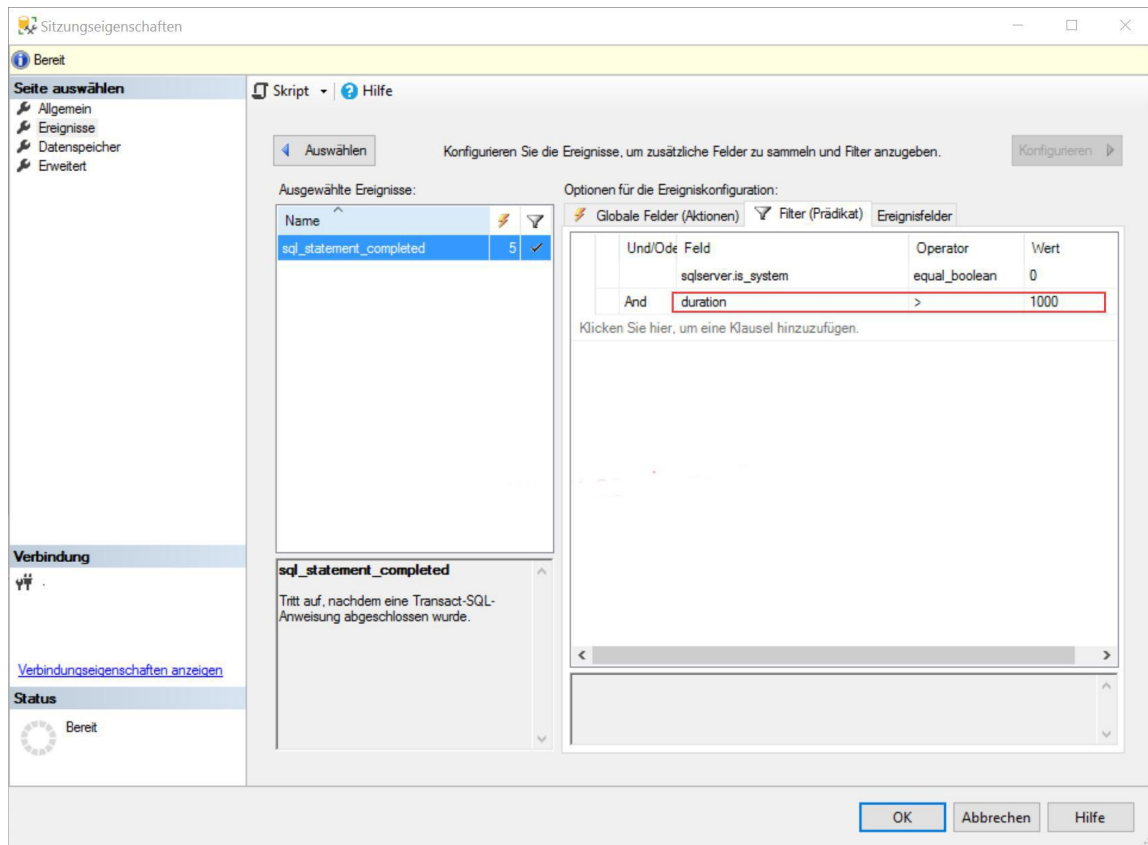 Sitzungseigenschaften
Bereit
Seite auswählen
Allgemein
Ereignisse
Datenspeicher
Erweitert
Skript
Hilfe
Auswählen
Konfigurieren Sie die Ereignisse, um zusätzliche Felder zu sammeln und Filter anzugeben.
Konfigurieren
Ausgewählte Ereignisse:
Name
sql_statement_completed 5
Optionen für die Ereigniskonfiguration:
Globale Felder (Aktionen) Filter (Prädikat) Ereignisfelder
Und/Ode Feld Operator Wert
sqlserver.is_system equal_boolean 0
And duration > 1000
Klicken Sie hier, um eine Klausel hinzuzufügen.
sql_statement_completed
Tritt auf, nachdem eine Transact-SQL-
Anweisung abgeschlossen wurde.
Verbindung
.
Verbindungseigenschaften anzeigen
Status
Bereit
OK Abbrechen Hilfe